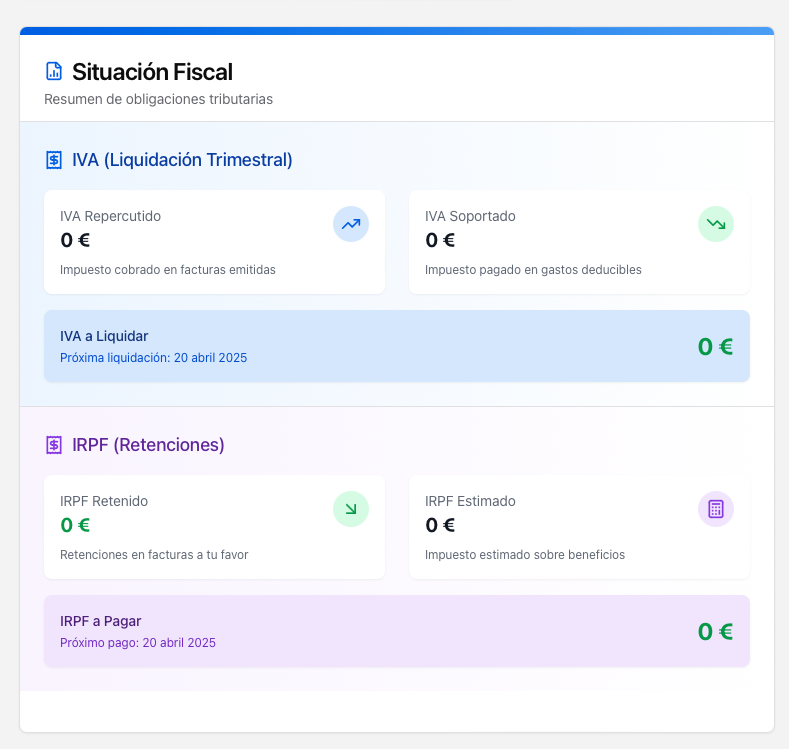 Situación Fiscal
Resumen de obligaciones tributarias
IVA (Liquidación Trimestral)
IVA Repercutido
0 €
Impuesto cobrado en facturas emitidas
IVA Soportado
0 €
Impuesto pagado en gastos deducibles
IVA a Liquidar
Próxima liquidación: 20 abril 2025
0 €
IRPF (Retenciones)
IRPF Retenido
0 €
Retenciones en facturas a tu favor
IRPF Estimado
0 €
Impuesto estimado sobre beneficios
IRPF a Pagar
Próximo pago: 20 abril 2025
0 €